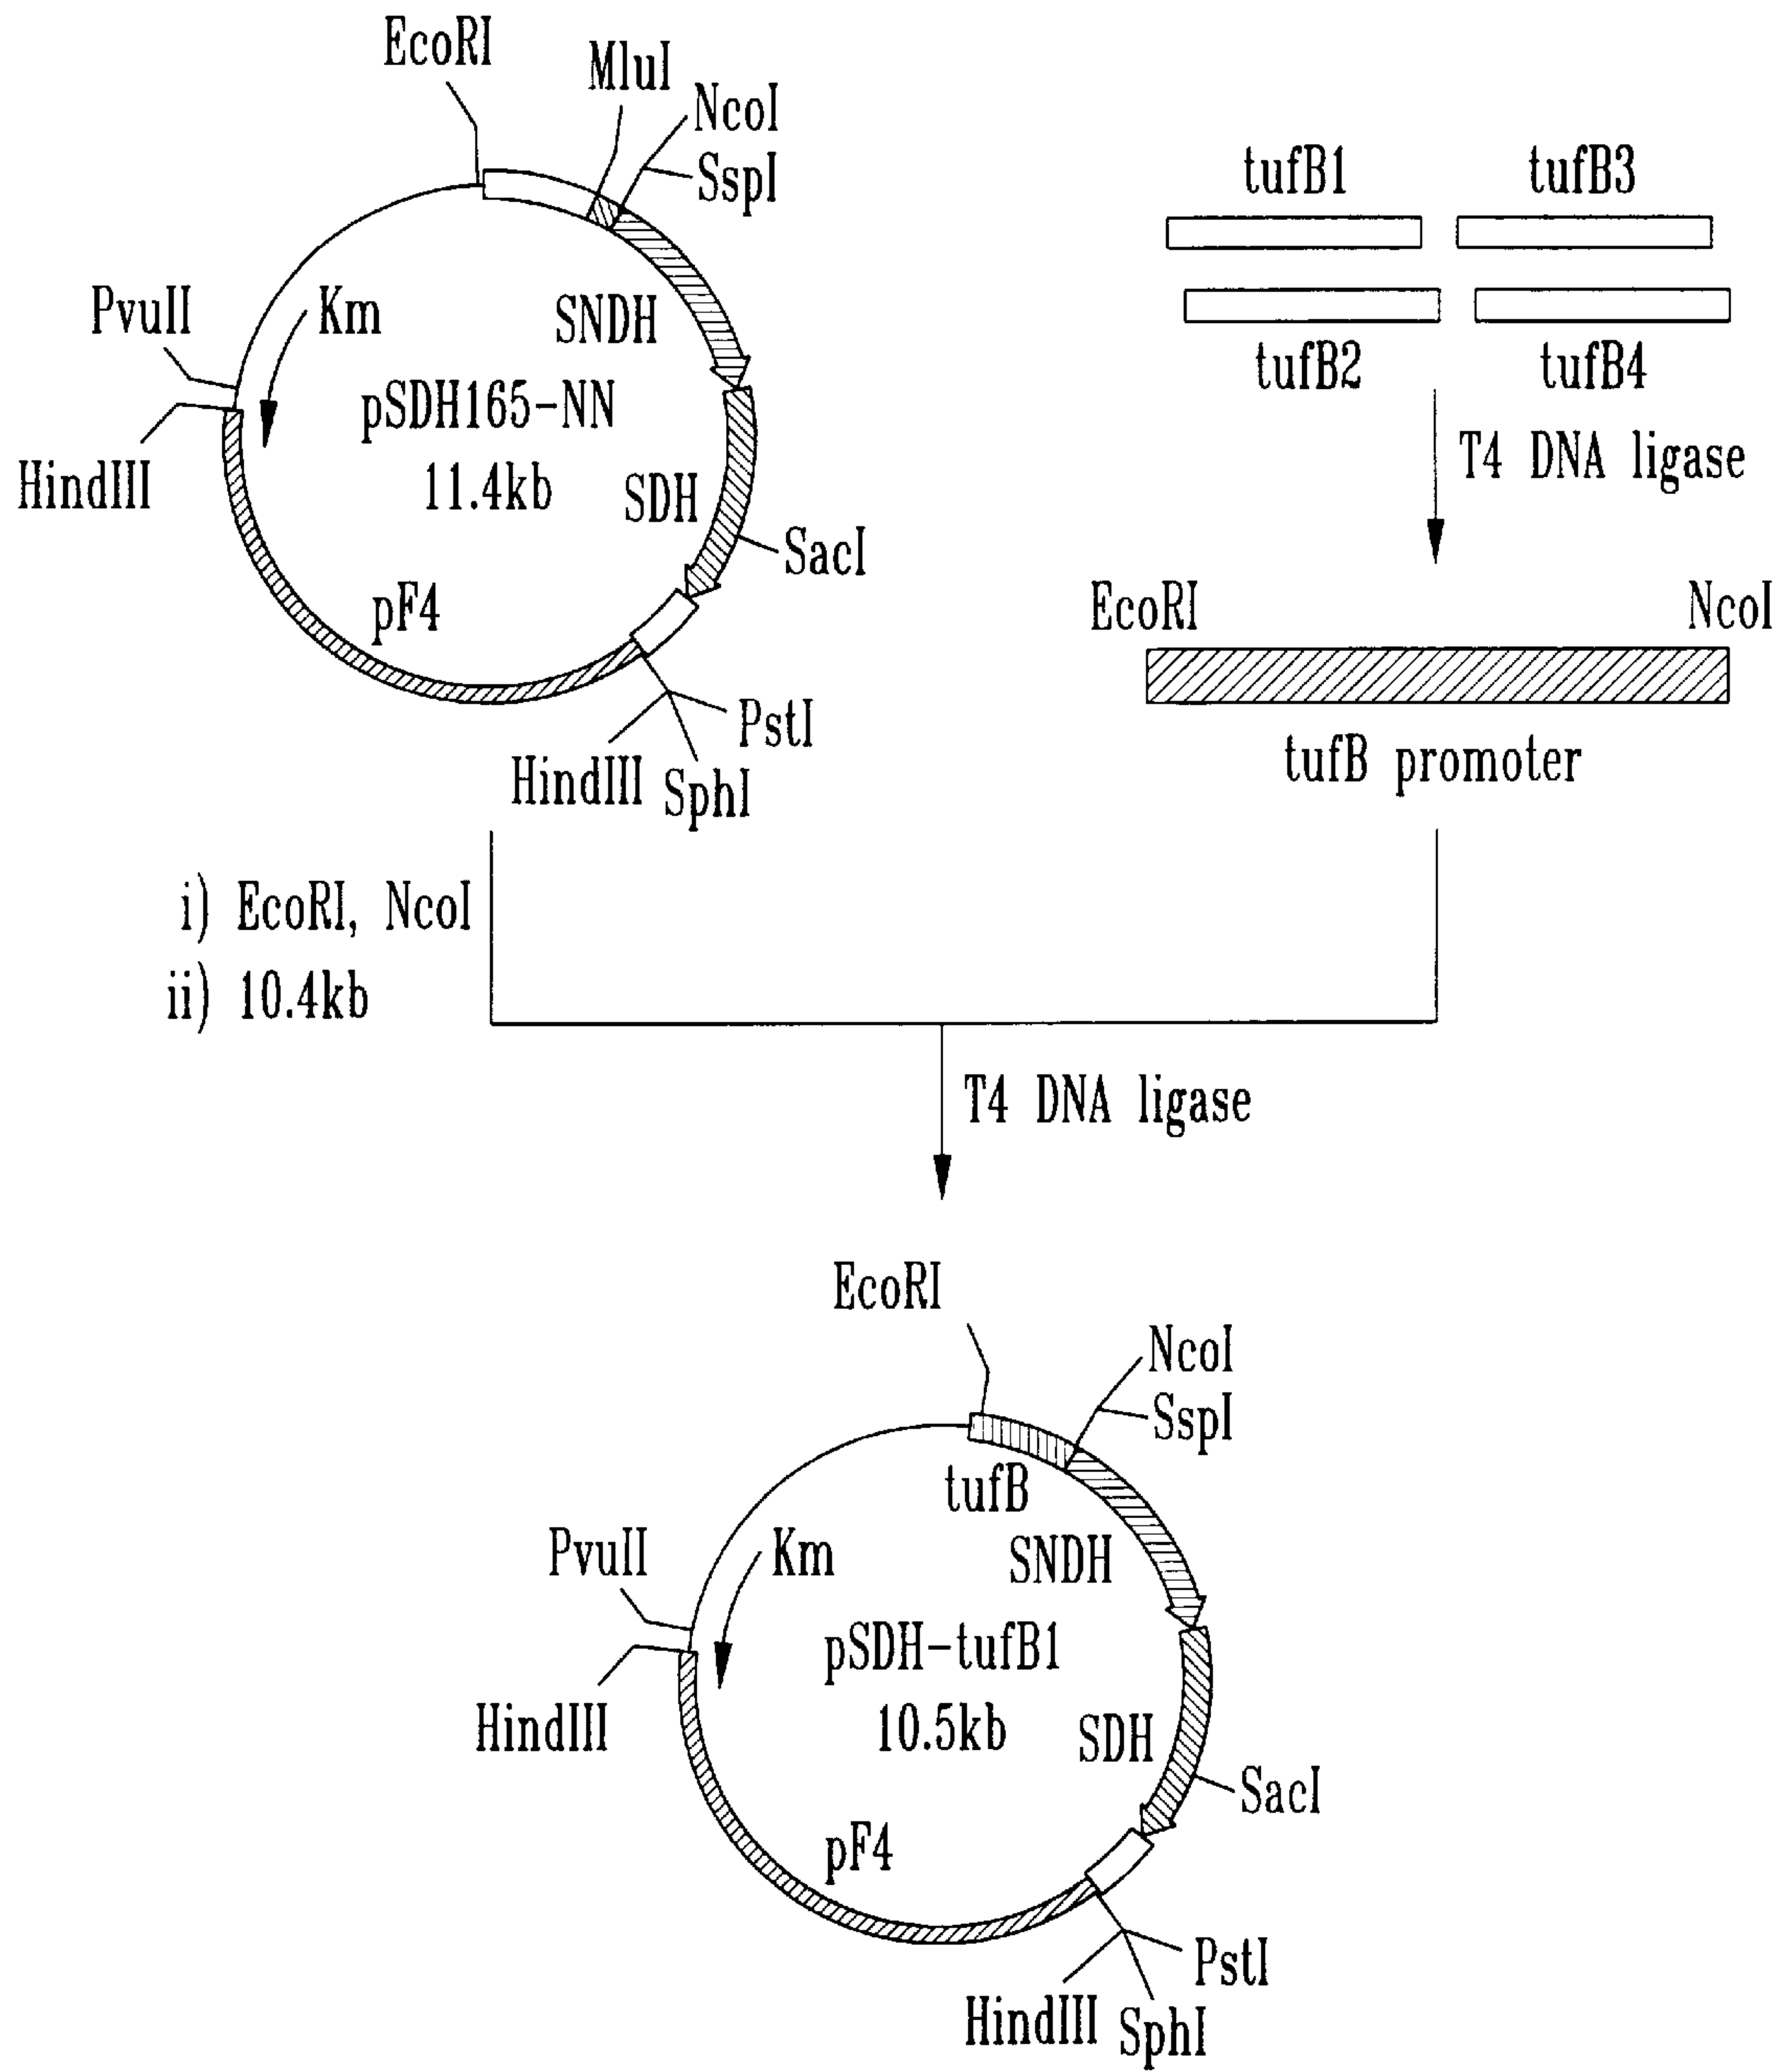 EcoRI
MluI
NcoI
SspI
PvuII
Km
SNDH
HindIII
pSDH165-NN
11.4kb
SDH
SacI
pF4
PstI
HindIII
SphI
tufB1
tufB3
tufB2
tufB4
T4 DNA ligase
EcoRI
NcoI
tufB promoter
i) EcoRI, NcoI
ii) 10.4kb
T4 DNA ligase
EcoRI
NcoI
SspI
tufB
PvuII
Km
SNDH
HindIII
pSDH-tufB1
10.5kb
SDH
SacI
pF4
PstI
HindIII
SphI